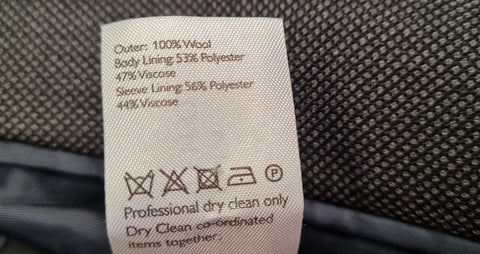 Outer: 100% Wool
Body Lining: 53% Polyester
47% Viscose
Sleeve Lining: 56% Polyester
44% Viscose
P
Professional dry clean only
Dry Clean co-ordinated
items together.